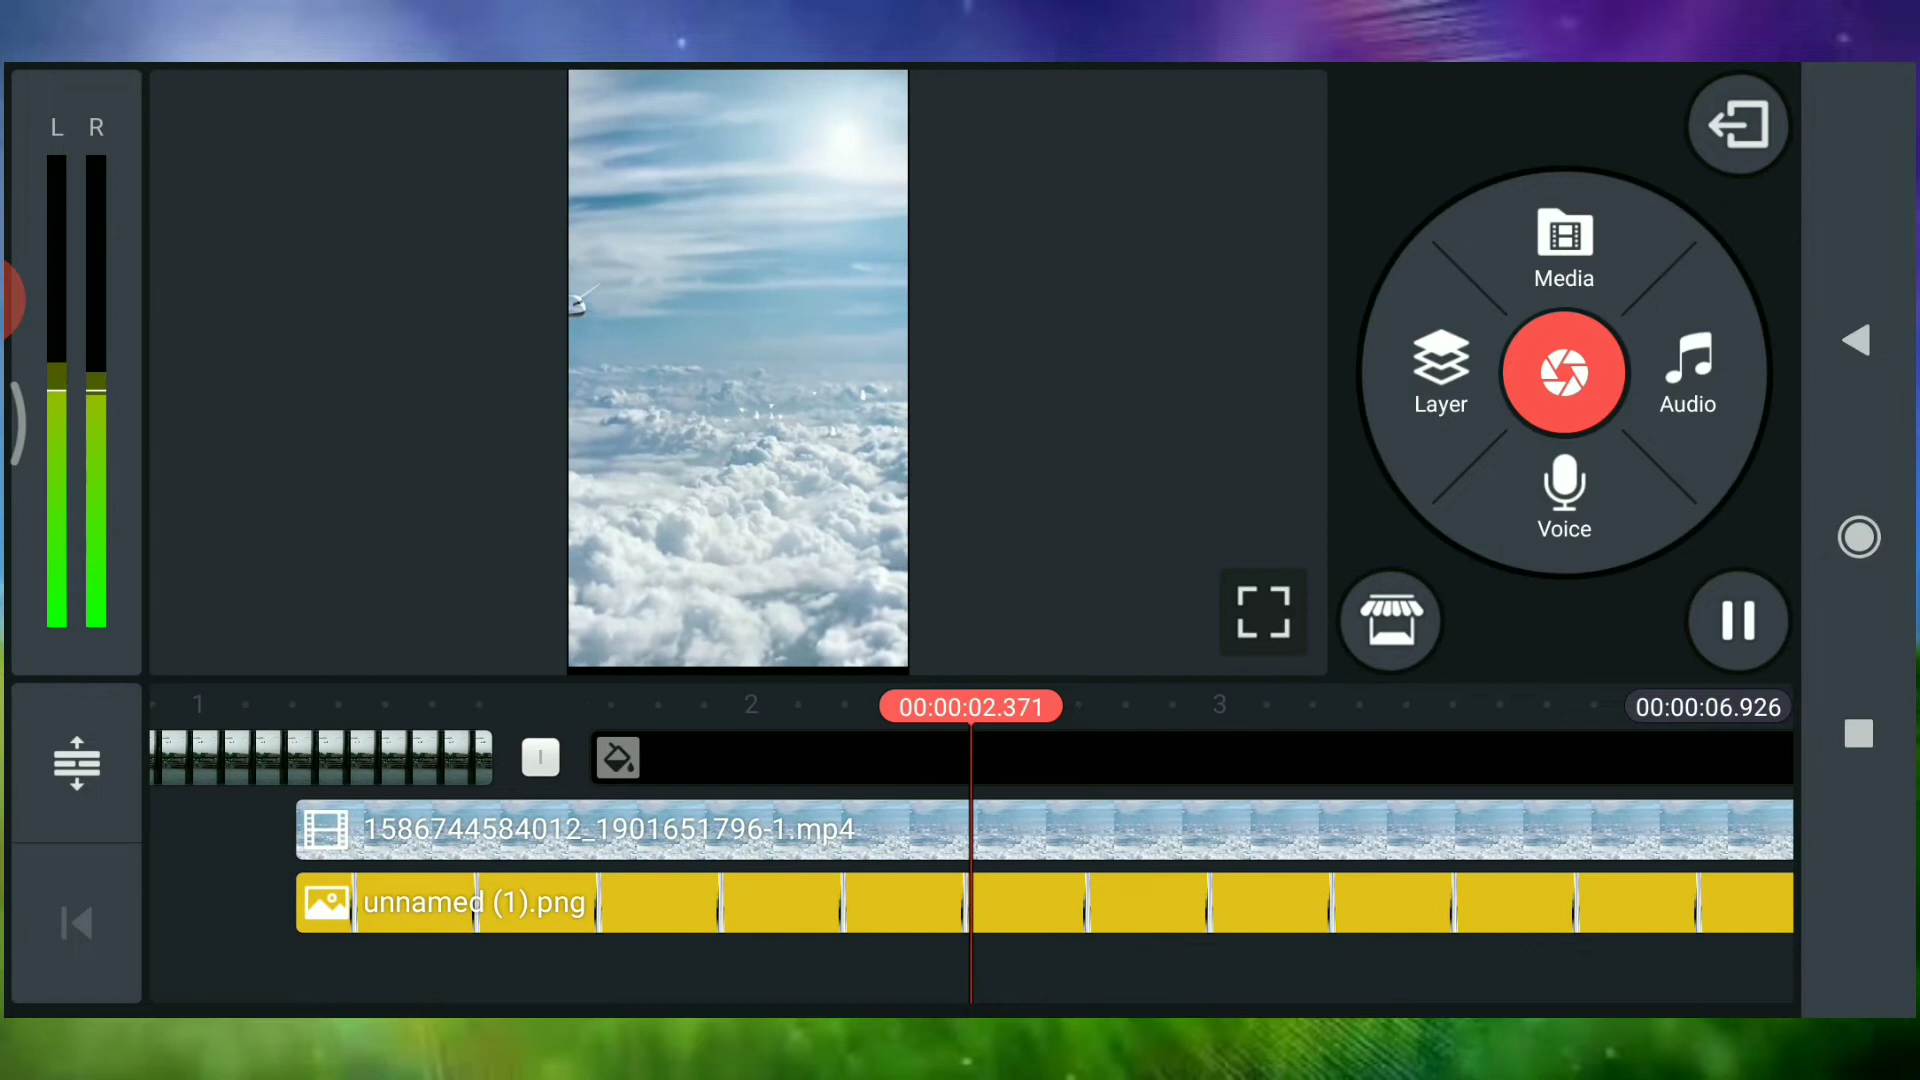 L R
Media
Layer
Audio
Voice
1 2 00:00:02.371 3 00:00:06.926
1586744584012_1901651796-1.mp4
unnamed (1).png